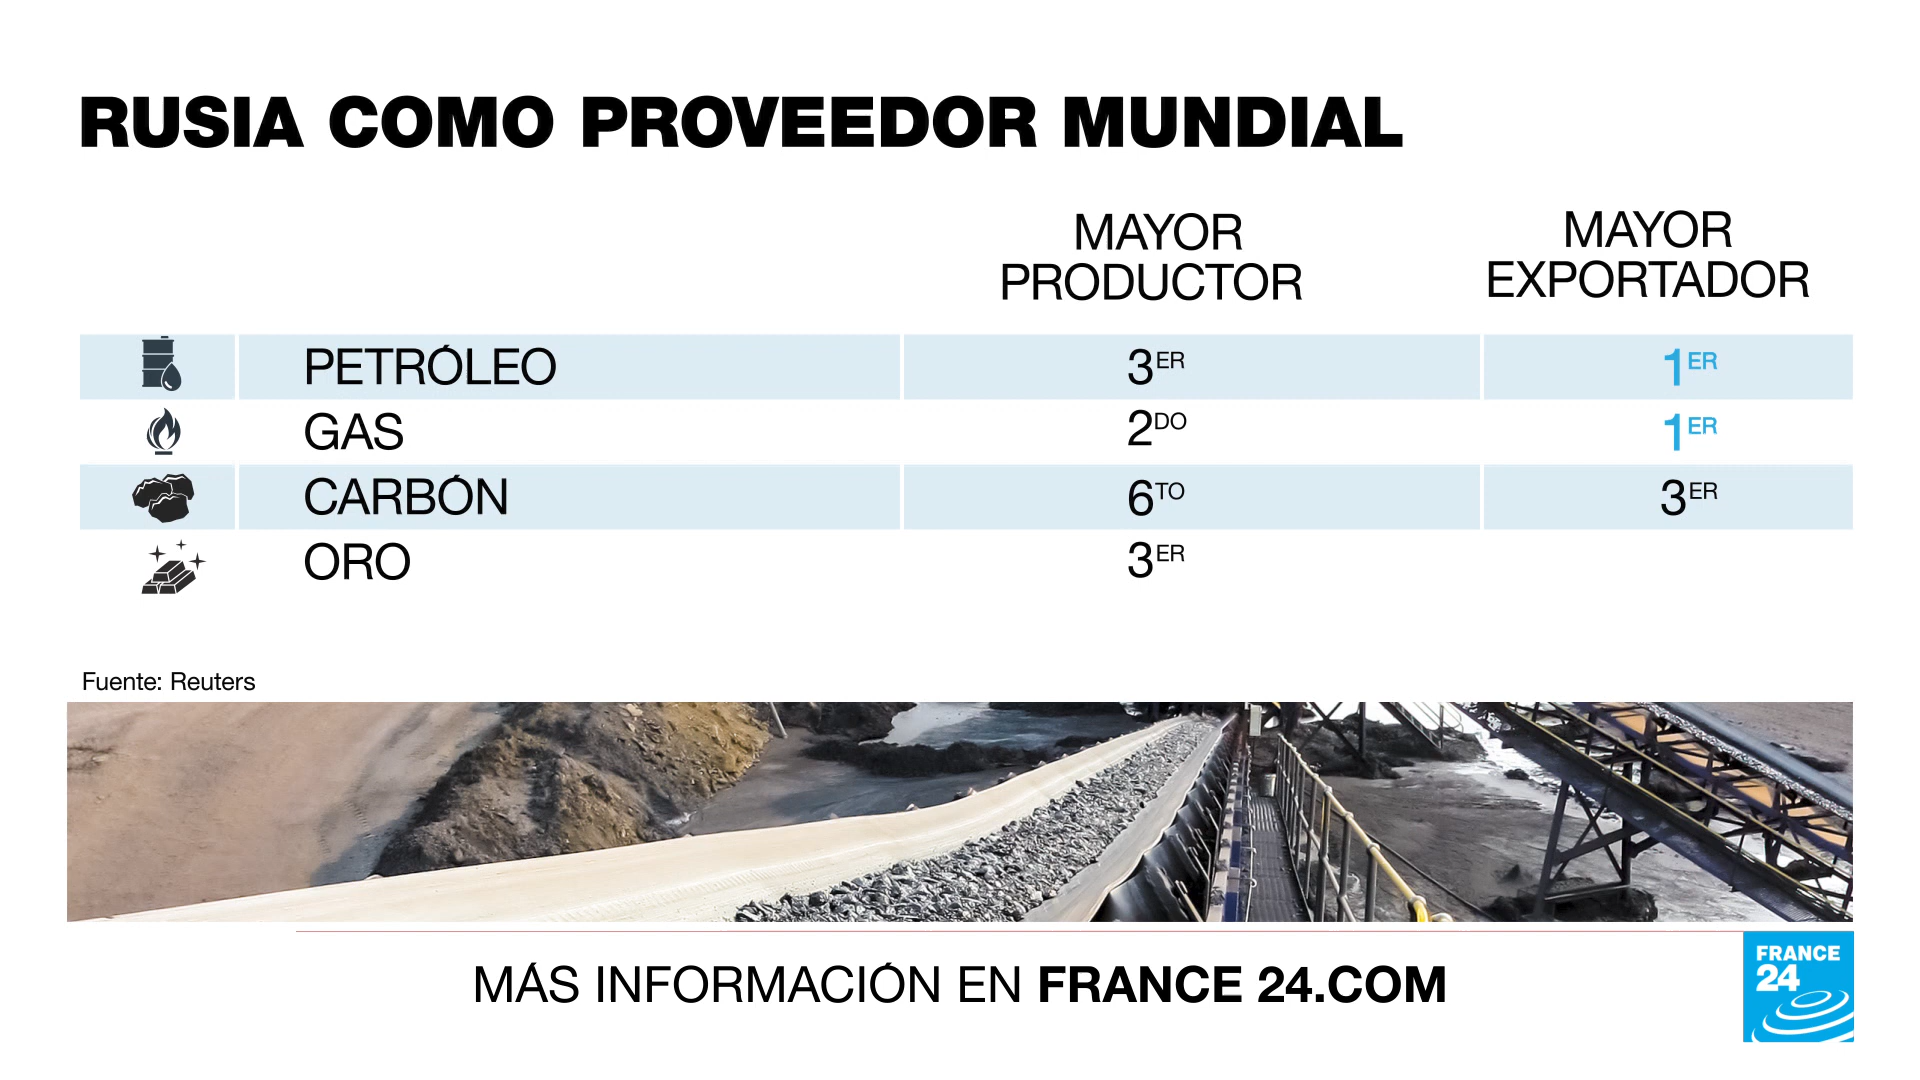 RUSIA COMO PROVEEDOR MUNDIAL
MAYOR
PRODUCTOR
MAYOR
EXPORTADOR
PETRÓLEO 3ER 1ER
GAS 2DO 1ER
CARBÓN 6TO 3ER
ORO 3ER
Fuente: Reuters
MÁS INFORMACIÓN EN FRANCE 24.COM
FRANCE
24